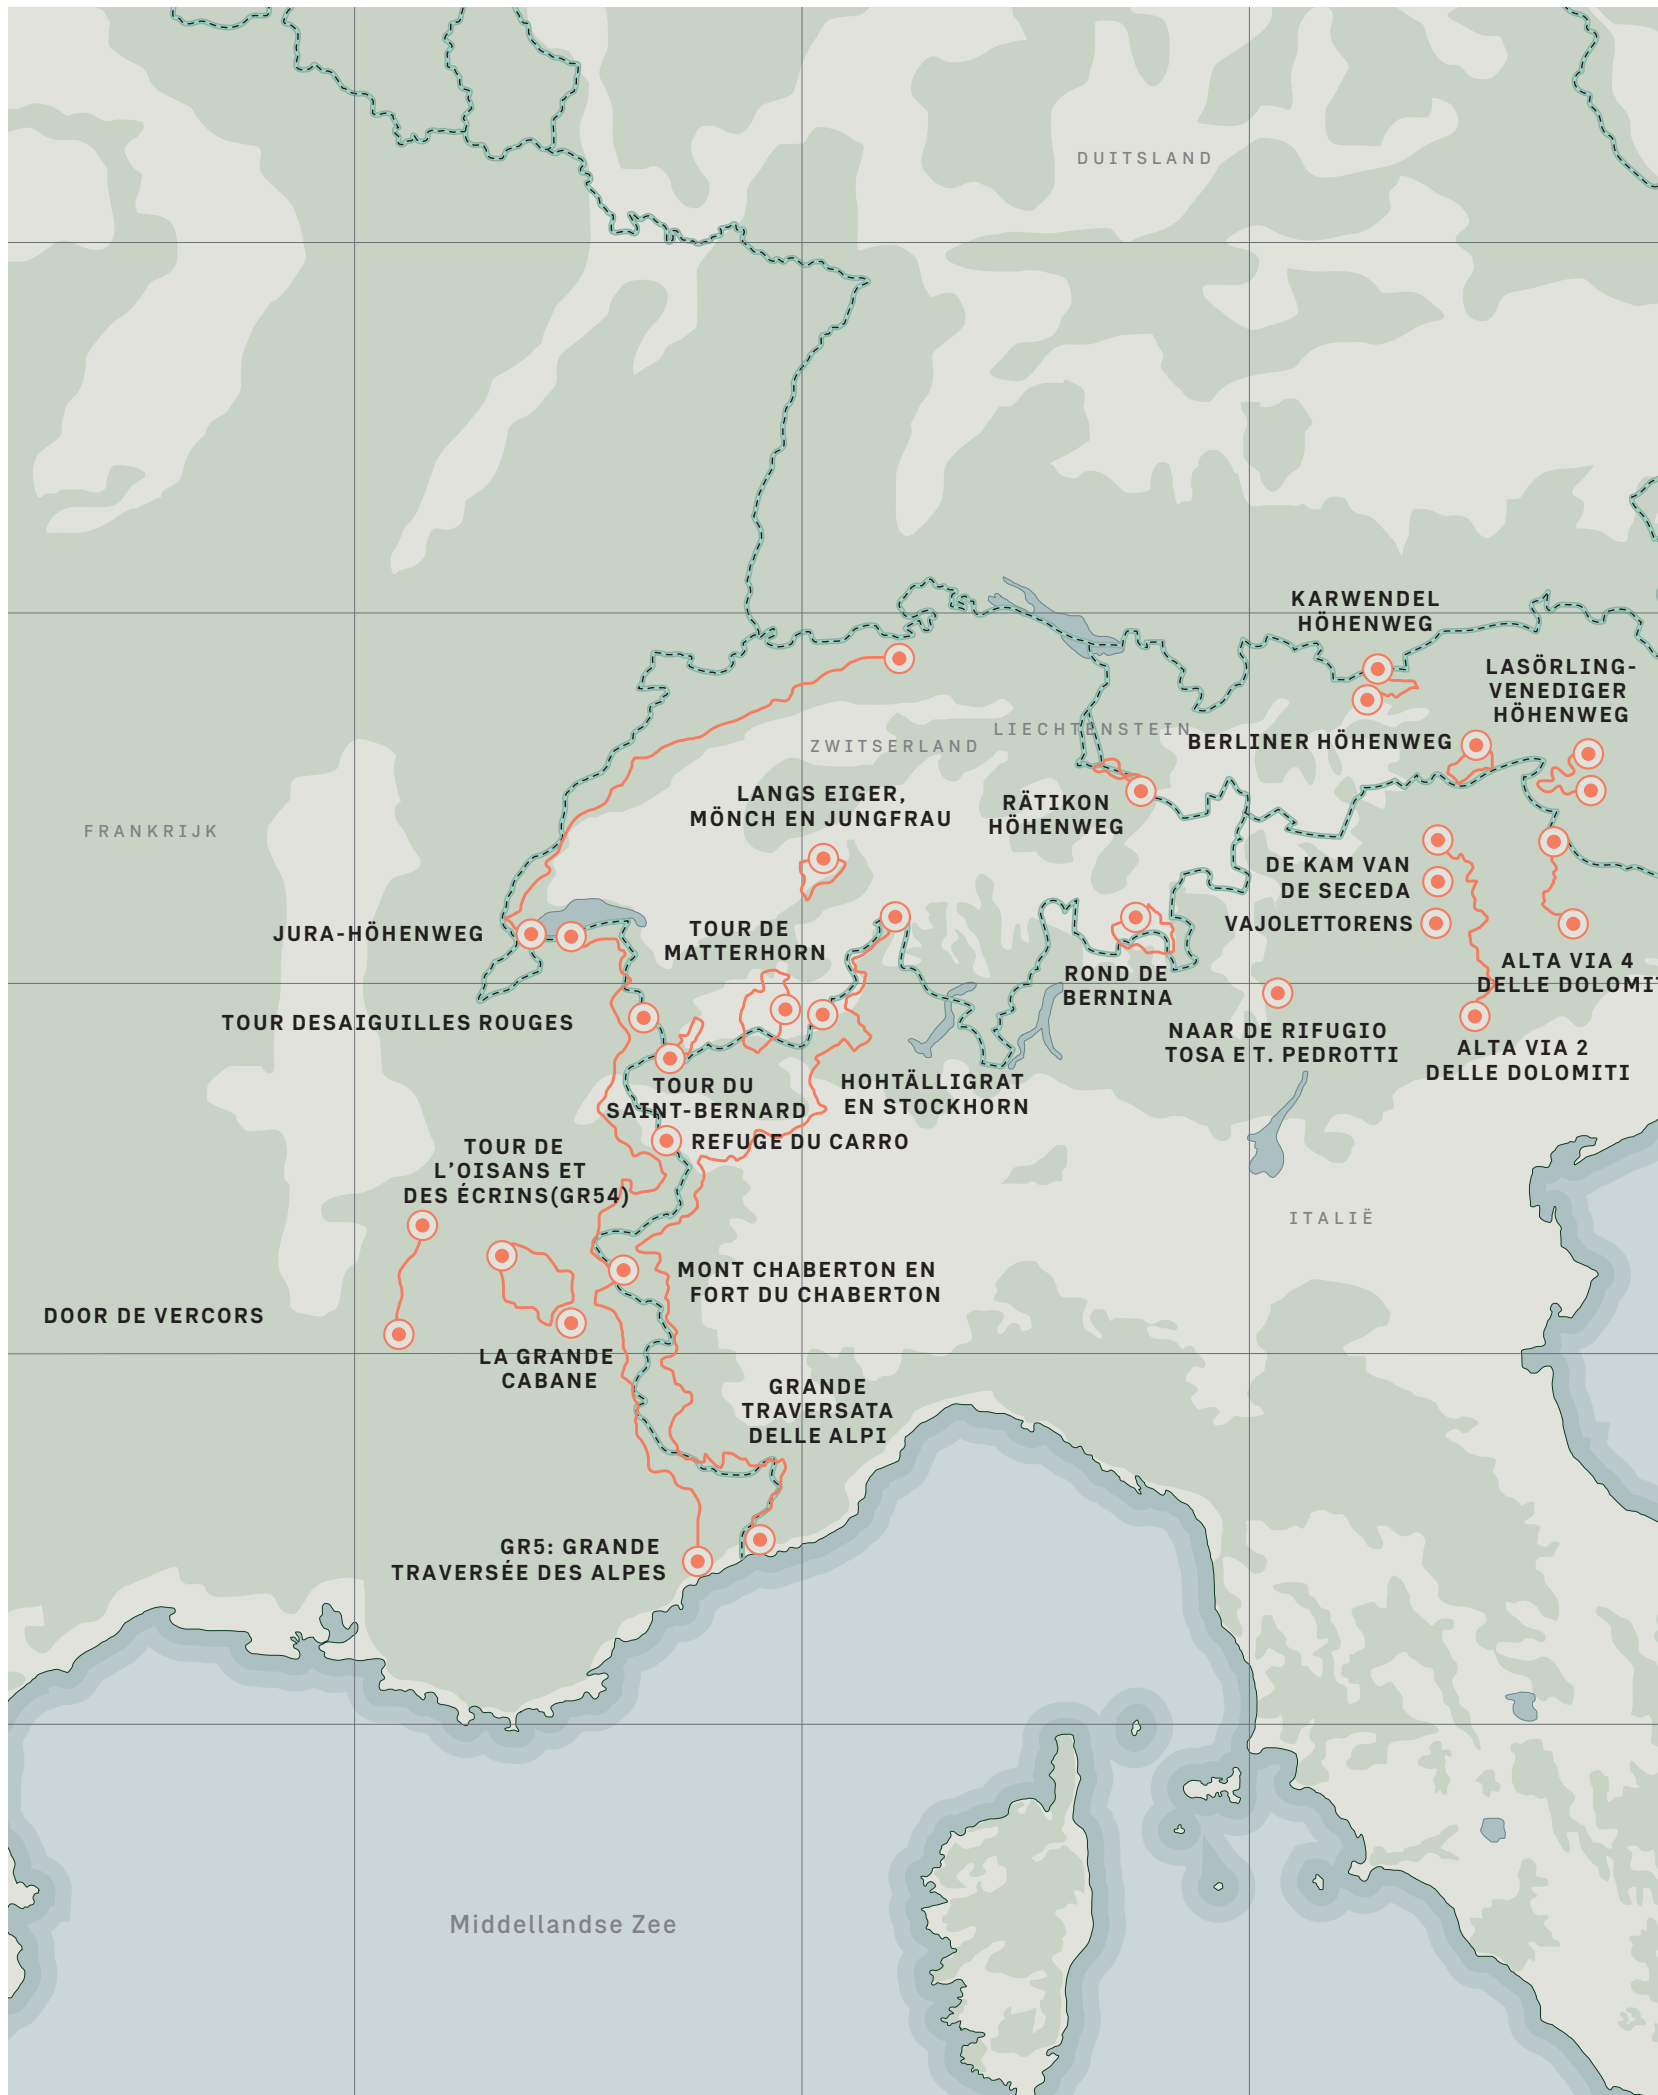 DUITSLAND
KARWENDEL
HÖHENWEG
LASÖRLING-
VENEDIGER
HÖHENWEG
LIECHTENSTEIN
ZWITSERLAND
BERLINER HÖHENWEG
LANGS EIGER,
MÖNCH EN JUNGFRAU
RÄTIKON
HÖHENWEG
FRANKRIJK
DE KAM VAN
DE SECEDA
VAJOLETTORENS
JURA-HÖHENWEG
TOUR DE
MATTERHORN
ROND DE
BERNINA
ALTA VIA 4
DELLE DOLOMIT
TOUR DESAIGUILLES ROUGES
NAAR DE RIFUGIO
TOSA E T. PEDROTTI
ALTA VIA 2
DELLE DOLOMITI
TOUR DU
SAINT-BERNARD
HOHTÄLLIGRAT
EN STOCKHORN
REFUGE DU CARRO
TOUR DE
L'OISANS ET
DES ÉCRINS(GR54)
ITALIË
MONT CHABERTON EN
FORT DU CHABERTON
DOOR DE VERCORS
LA GRANDE
CABANE
GRANDE
TRAVERSATA
DELLE ALPI
GR5: GRANDE
TRAVERSÉE DES ALPES
Middellandse Zee